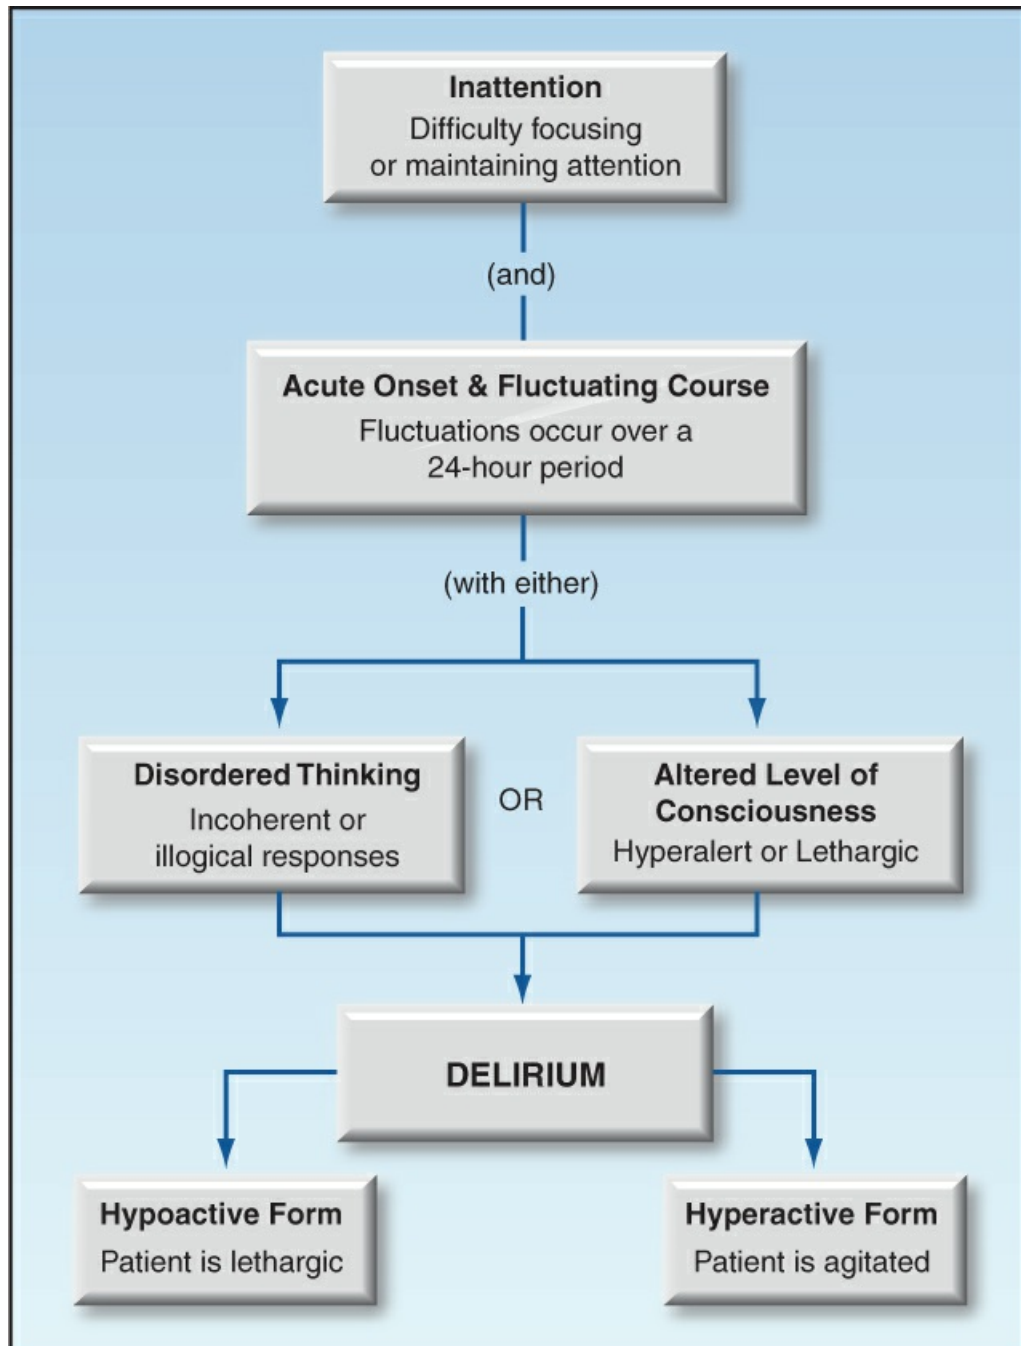 Inattention
Difficulty focusing
or maintaining attention
(and)
Acute Onset & Fluctuating Course
Fluctuations occur over a
24-hour period
(with either)
Disordered Thinking
Incoherent or
illogical responses
OR
Altered Level of
Consciousness
Hyperalert or Lethargic
DELIRIUM
Hypoactive Form
Patient is lethargic
Hyperactive Form
Patient is agitated